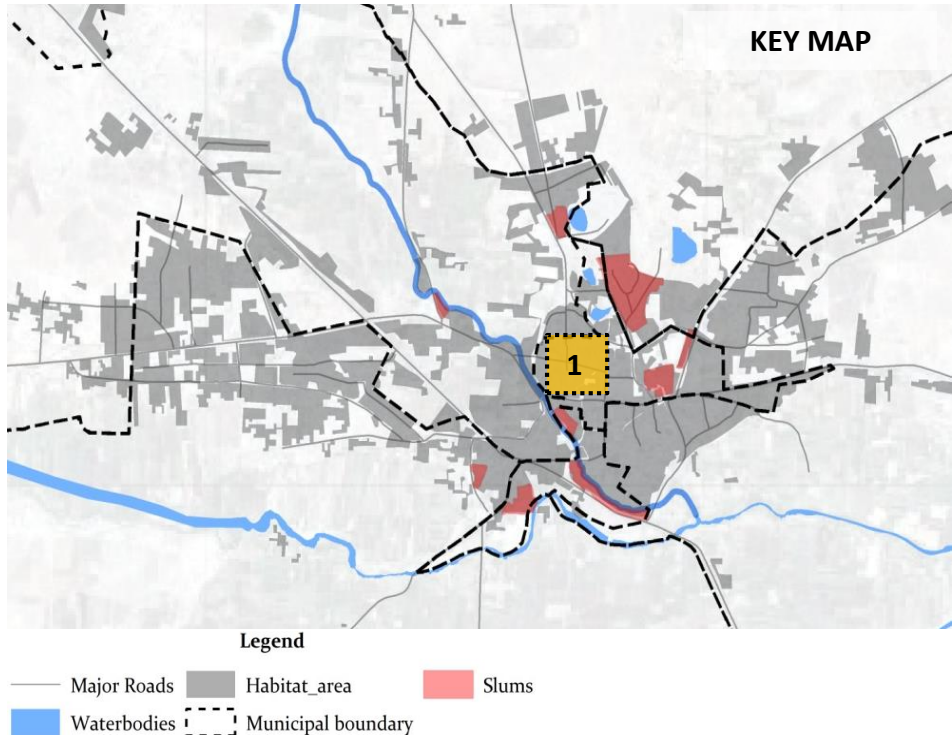 KEY MAP
1
Legend
Major Roads
Habitat_area
Slums
Waterbodies
Municipal boundary